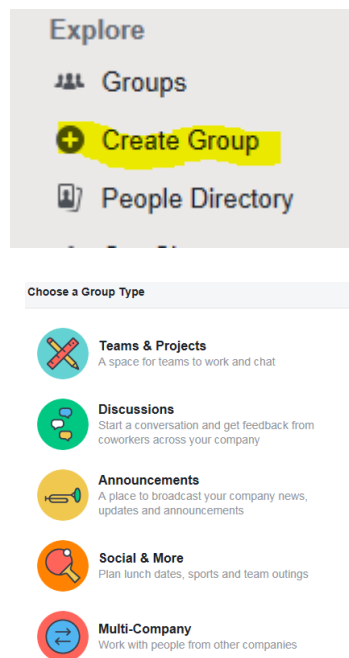 Explore
Groups
Create Group
People Directory
Choose a Group Type
Teams & Projects
A space for teams to work and chat
Discussions
Start a conversation and get feedback from
coworkers across your company
Announcements
A place to broadcast your company news,
updates and announcements
Social & More
Plan lunch dates, sports and team outings
Multi-Company
Work with people from other companies